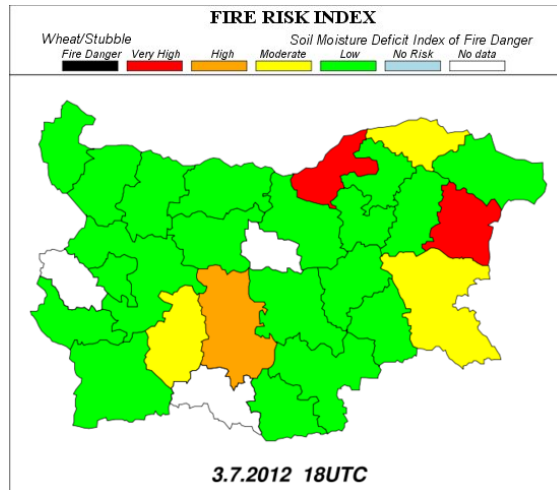 FIRE RISK INDEX
Wheat/Stubble Soil Moisture Deficit Index of Fire Danger
Fire Danger Very High High Moderate Low No Risk No data
3.7.2012 18UTC